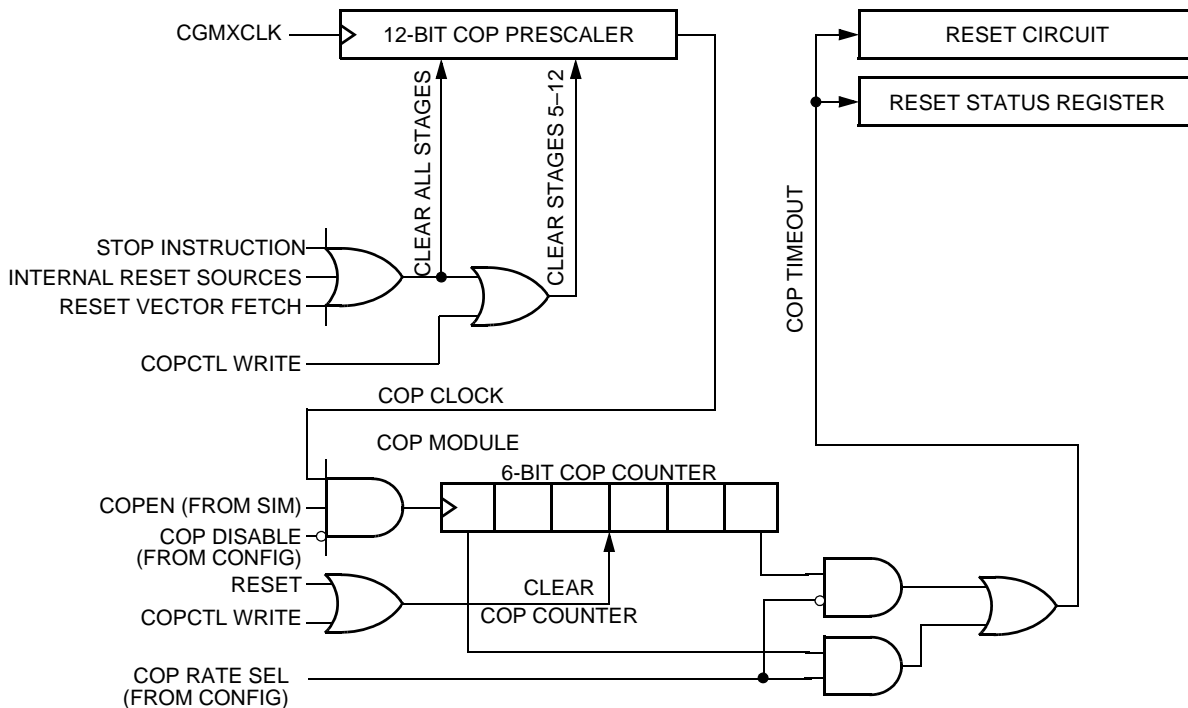 CGMXCLK
12-BIT COP PRESCALER
RESET CIRCUIT
RESET STATUS REGISTER
CLEAR ALL STAGES
CLEAR STAGES 5–12
COP TIMEOUT
STOP INSTRUCTION
INTERNAL RESET SOURCES
RESET VECTOR FETCH
COPCTL WRITE
COP CLOCK
COP MODULE
6-BIT COP COUNTER
COPEN (FROM SIM)
COP DISABLE
(FROM CONFIG)
RESET
COPCTL WRITE
CLEAR
COP COUNTER
COP RATE SEL
(FROM CONFIG)